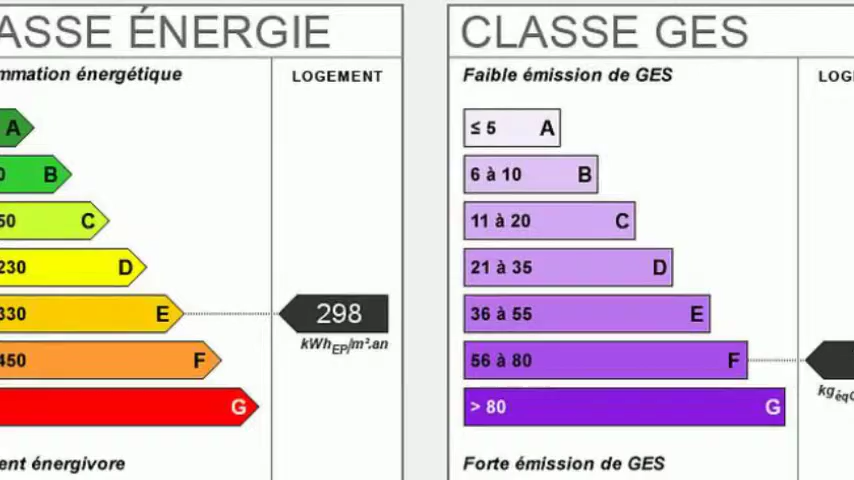 ASSE ÉNERGIE
mmation énergétique
LOGEMENT
A
0 B
50 C
230 D
330 E
298
kWhEP/m².an
450 F
G
ent énergivore
CLASSE GES
Faible émission de GES
LOG
≤ 5 A
6 à 10 B
11 à 20 C
21 à 35 D
36 à 55 E
56 à 80 F
kgéq
> 80 G
Forte émission de GES